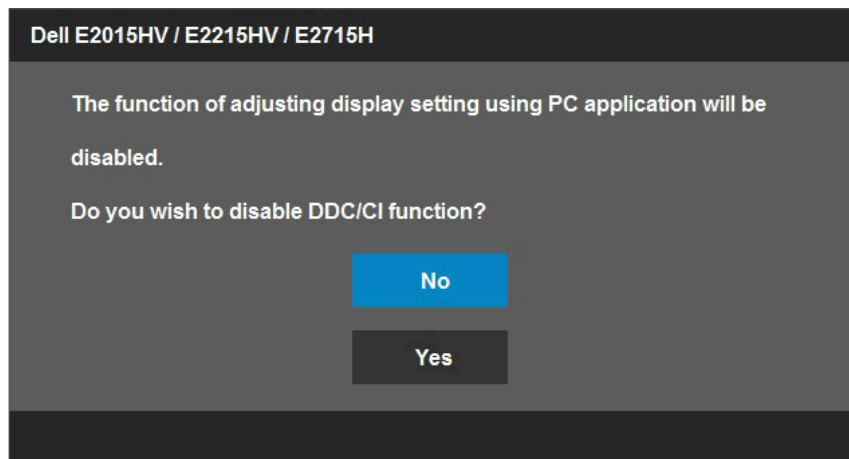 Dell E2015HV / E2215HV / E2715H
The function of adjusting display setting using PC application will be
disabled.
Do you wish to disable DDC/CI function?
No
Yes